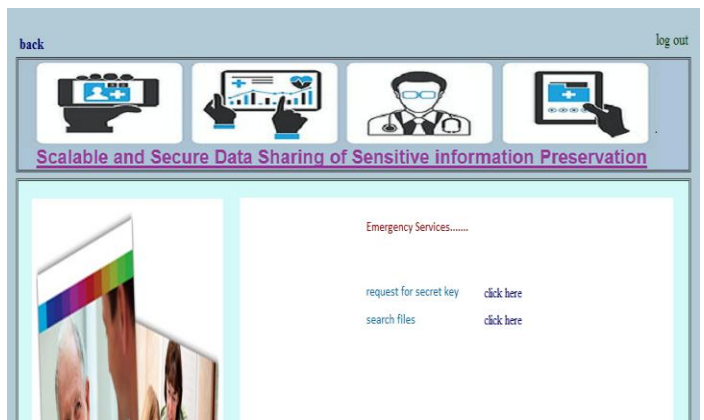 back
log out
Scalable and Secure Data Sharing of Sensitive information Preservation
Emergency Services.......
request for secret key click here
search files click here